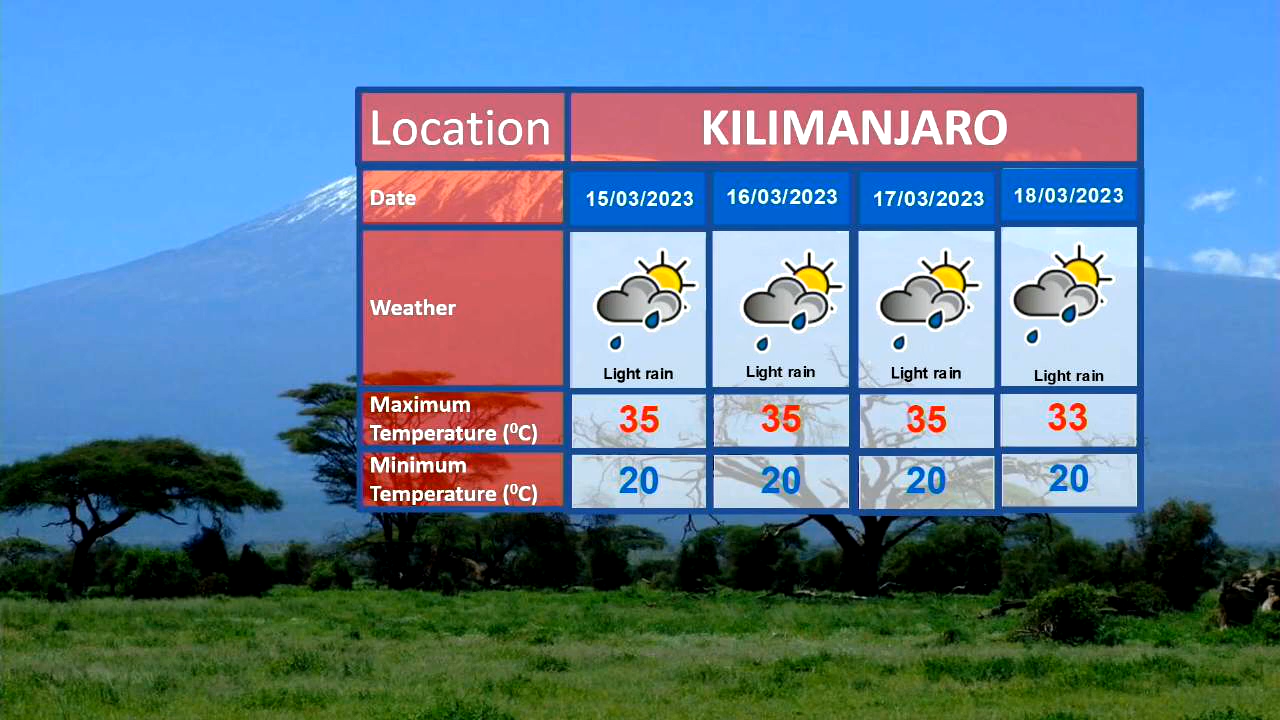 Location KILIMANJARO
Date 15/03/2023 16/03/2023 17/03/2023 18/03/2023
Weather
Light rain Light rain Light rain Light rain
Maximum
Temperature (⁰C) 35 35 35 33
Minimum
Temperature (⁰C) 20 20 20 20